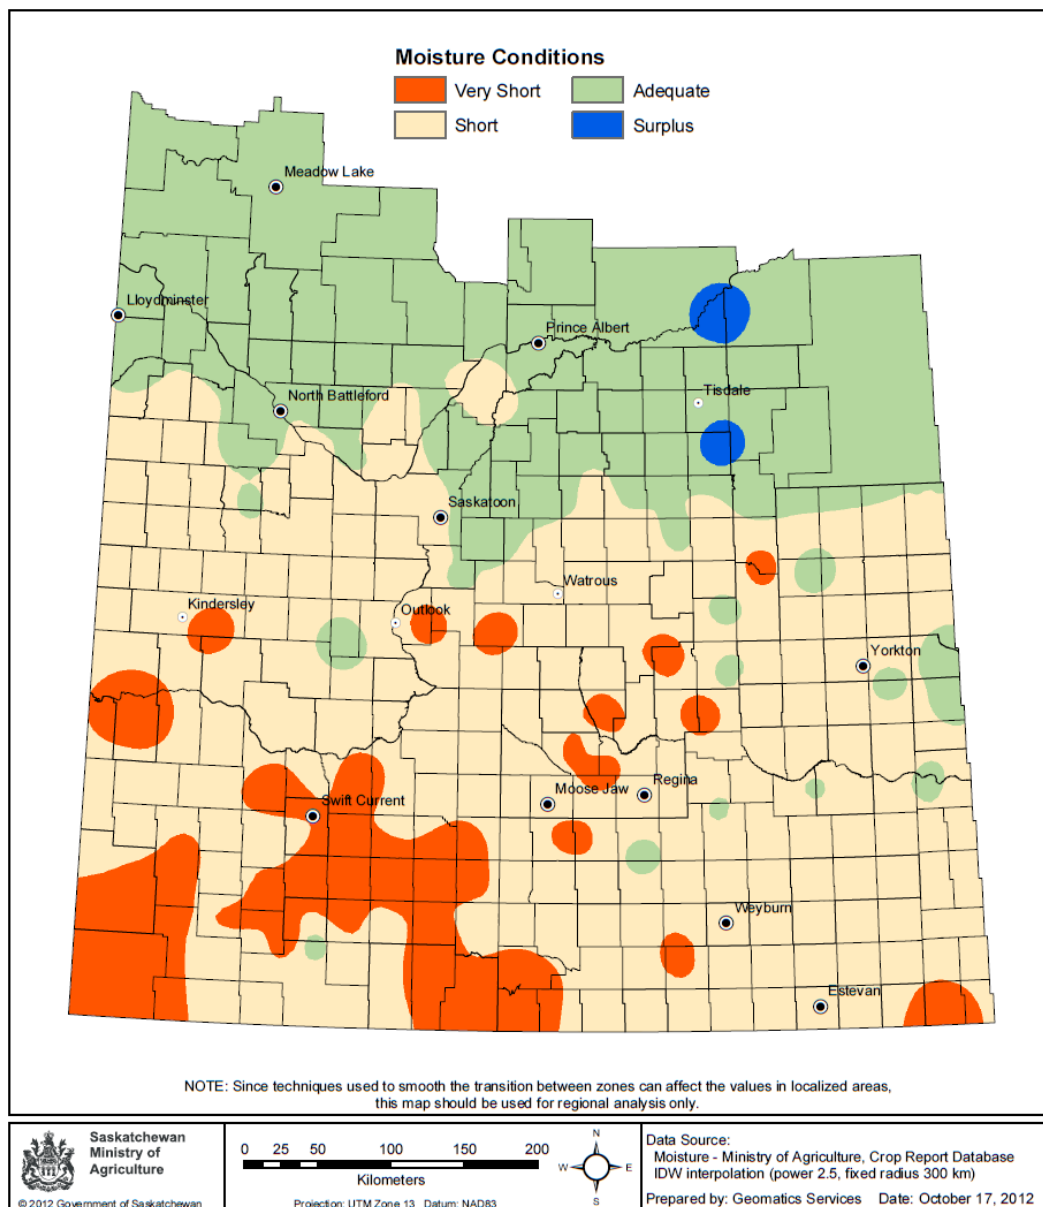 Moisture Conditions
Very Short
Adequate
Short
Surplus
Meadow Lake
Lloydminster
Prince Albert
North Battleford
Tisdale
Saskatoon
Watrous
Kindersley
Outlook
Yorkton
Swift Current
Moose Jaw
Regina
Weyburn
Estevan
NOTE: Since techniques used to smooth the transition between zones can affect the values in localized areas,
this map should be used for regional analysis only.
Saskatchewan
Ministry of
Agriculture
© 2012 Government of Saskatchewan
0 25 50 100 150 200
Kilometers
Projection: UTM Zone 13 Datum: NAD83
N
W E
S
Data Source:
Moisture - Ministry of Agriculture, Crop Report Database
IDW interpolation (power 2.5, fixed radius 300 km)
Prepared by: Geomatics Services Date: October 17, 2012